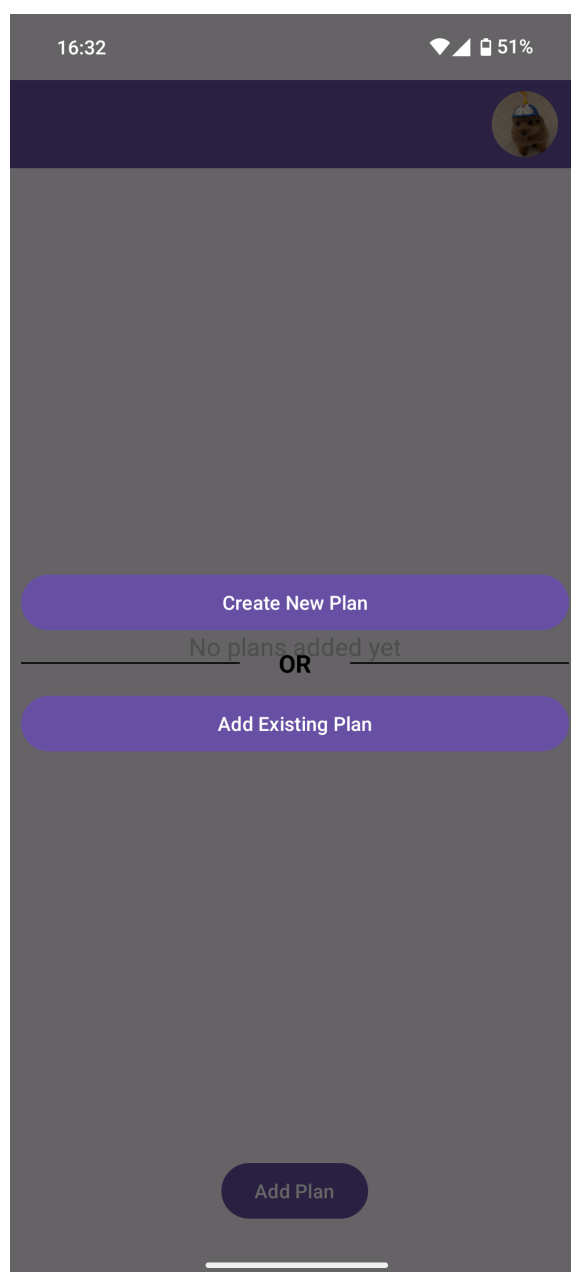 16:32
51%
Create New Plan
No plans added yet
OR
Add Existing Plan
Add Plan